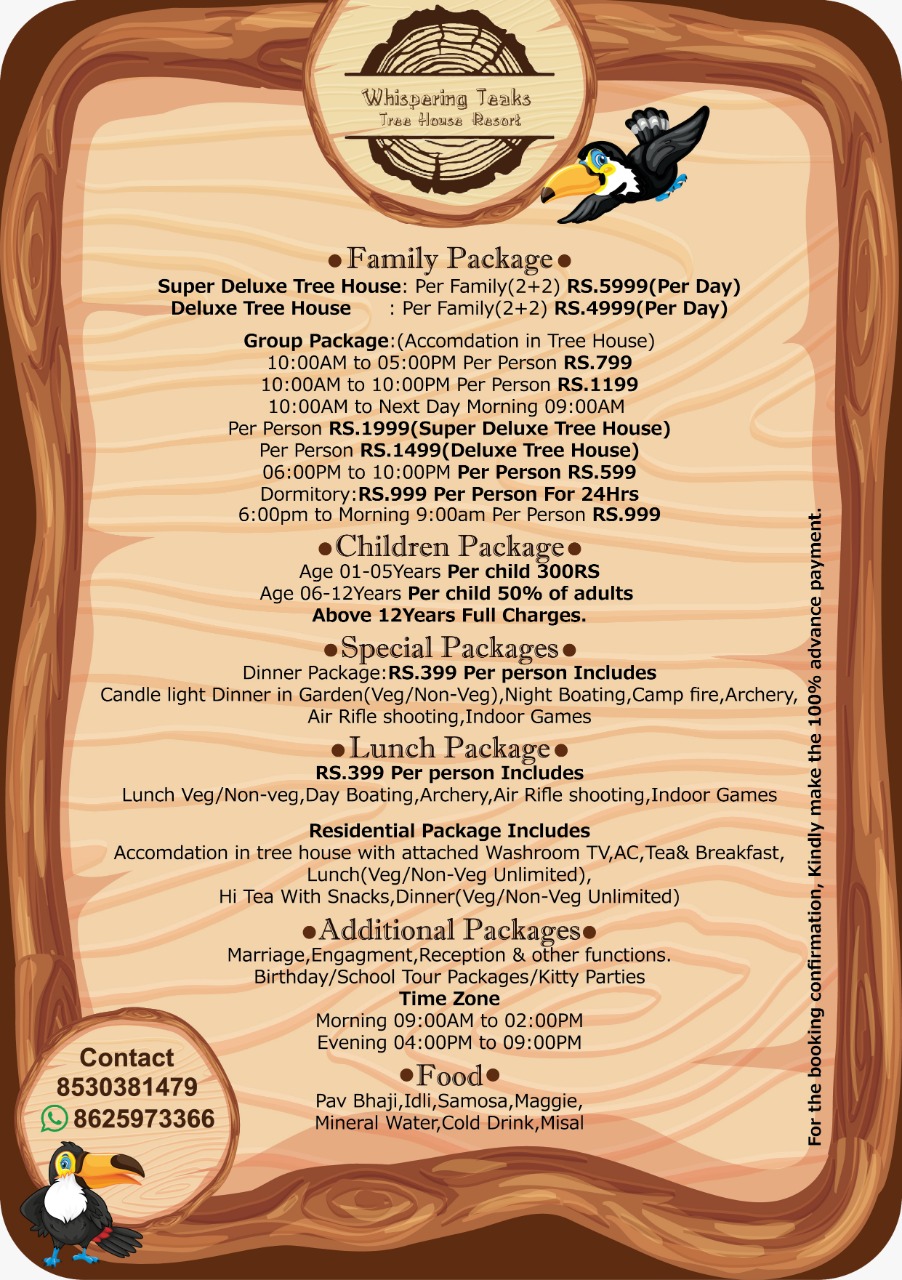 Whispering Teaks
Tree House Resort
•Family Package•
Super Deluxe Tree House: Per Family(2+2) RS.5999(Per Day)
Deluxe Tree House : Per Family(2+2) RS.4999(Per Day)
Group Package:(Accomdation in Tree House)
10:00AM to 05:00PM Per Person RS.799
10:00AM to 10:00PM Per Person RS.1199
10:00AM to Next Day Morning 09:00AM
Per Person RS.1999(Super Deluxe Tree House)
Per Person RS.1499(Deluxe Tree House)
06:00PM to 10:00PM Per Person RS.599
Dormitory:RS.999 Per Person For 24Hrs
6:00pm to Morning 9:00am Per Person RS.999
•Children Package•
Age 01-05Years Per child 300RS
Age 06-12Years Per child 50% of adults
Above 12Years Full Charges.
•Special Packages•
Dinner Package:RS.399 Per person Includes
Candle light Dinner in Garden(Veg/Non-Veg),Night Boating,Camp fire,Archery,
Air Rifle shooting,Indoor Games
•Lunch Package•
RS.399 Per person Includes
Lunch Veg/Non-veg,Day Boating,Archery,Air Rifle shooting,Indoor Games
Residential Package Includes
Accomdation in tree house with attached Washroom TV,AC,Tea& Breakfast,
Lunch(Veg/Non-Veg Unlimited),
Hi Tea With Snacks,Dinner(Veg/Non-Veg Unlimited)
•Additional Packages•
Marriage,Engagment,Reception & other functions.
Birthday/School Tour Packages/Kitty Parties
Time Zone
Morning 09:00AM to 02:00PM
Evening 04:00PM to 09:00PM
•Food•
Pav Bhaji,Idli,Samosa,Maggie,
Mineral Water,Cold Drink,Misal
For the booking confirmation, Kindly make the 100% advance payment.
Contact
8530381479
8625973366